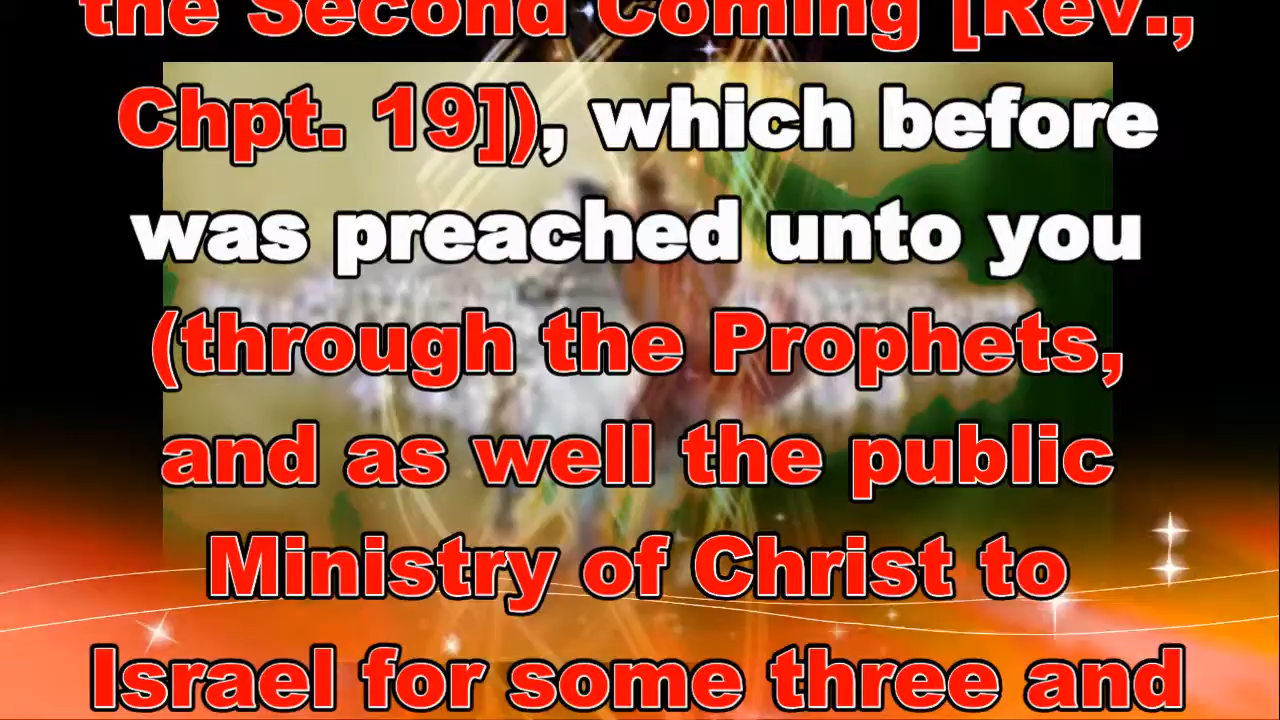 the Second Coming [Rev.,
Chpt. 19]), which before
was preached unto you
(through the Prophets,
and as well the public
Ministry of Christ to
Israel for some three and